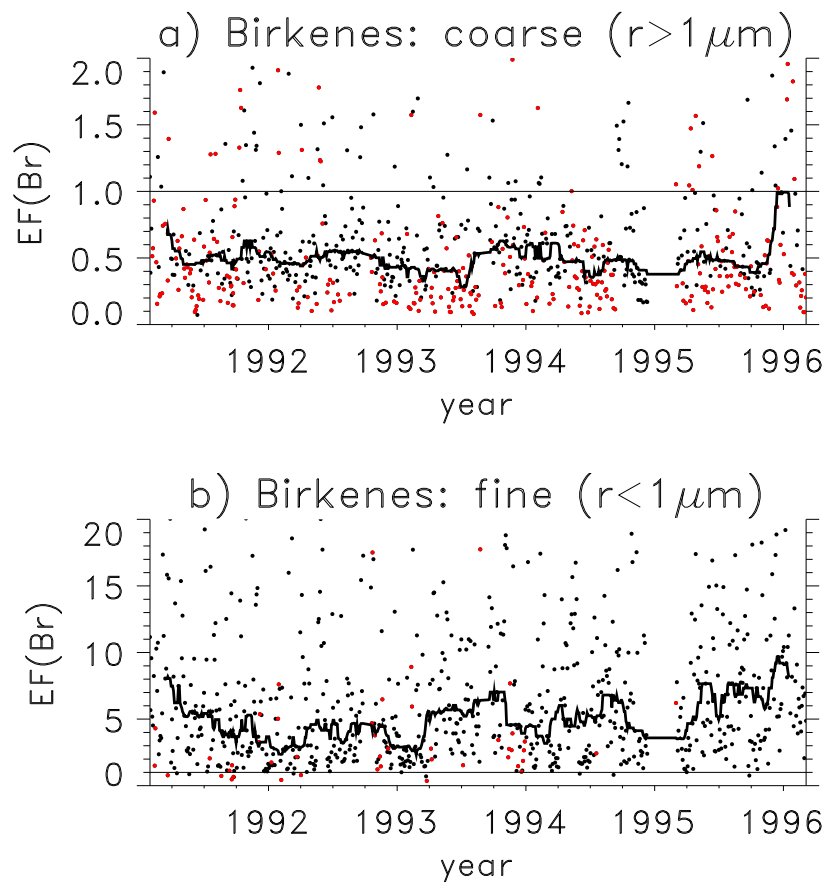 a) Birkenes: coarse (r>1μm)
EF(Br)
2.0
1.5
1.0
0.5
0.0
1992 1993 1994 1995 1996
year
b) Birkenes: fine (r<1μm)
EF(Br)
20
15
10
5
0
1992 1993 1994 1995 1996
year